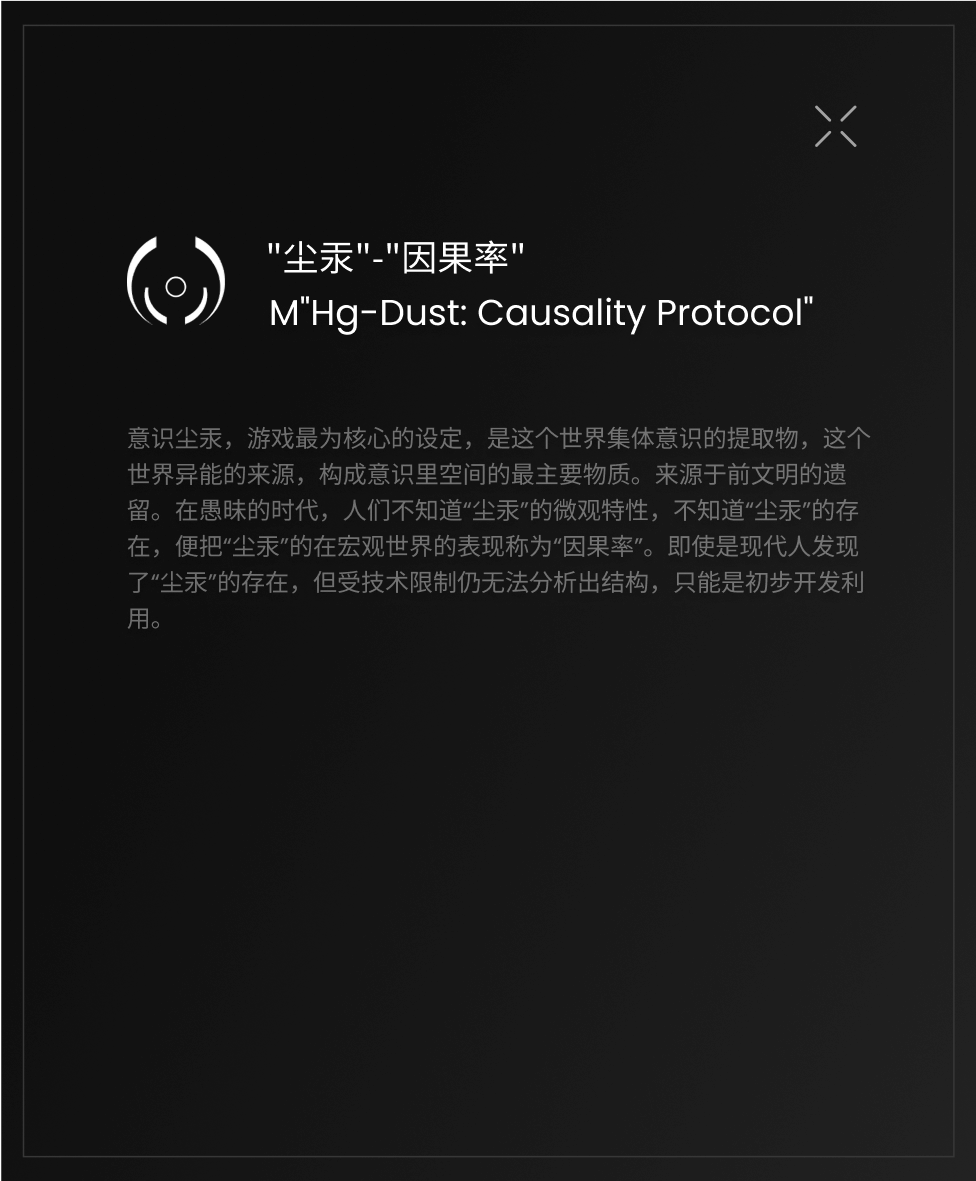 "尘汞"-"因果率"
M"Hg-Dust: Causality Protocol"
意识尘汞，游戏最为核心的设定，是这个世界集体意识的提取物，这个
世界异能的来源，构成意识里空间的最主要物质。来源于前文明的遗
留。在愚昧的时代，人们不知道“尘汞”的微观特性，不知道“尘汞”的存
在，便把“尘汞”的在宏观世界的表现称为“因果率”。即使是现代人发现
了“尘汞”的存在，但受技术限制仍无法分析出结构，只能是初步开发利
用。